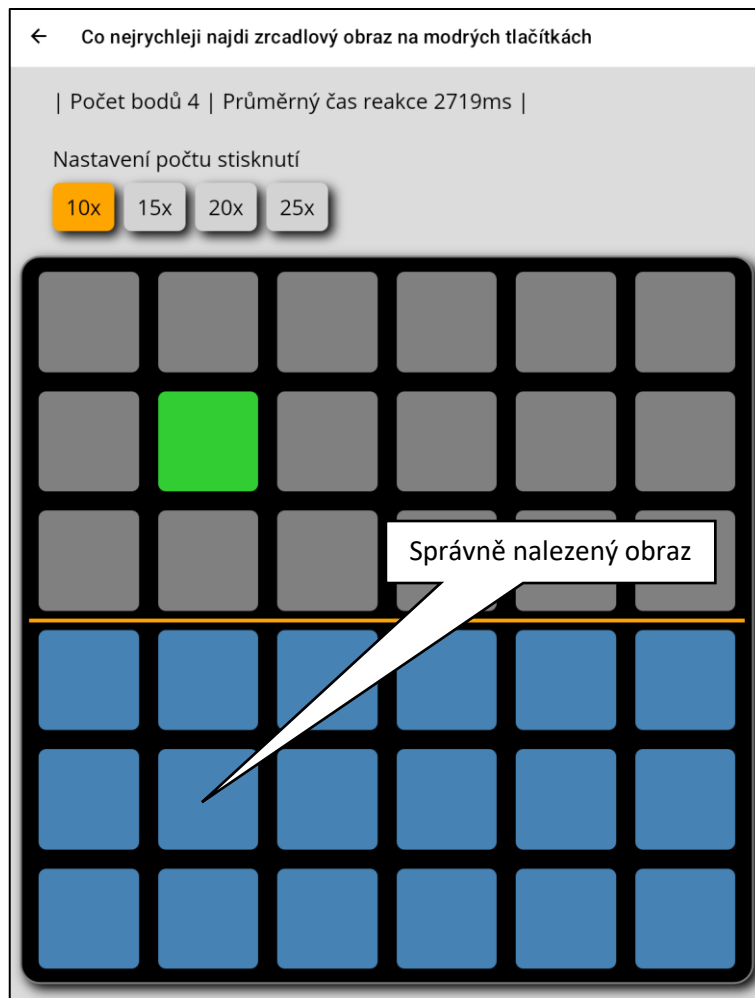 ← Co nejrychleji najdi zrcadlový obraz na modrých tlačítkách
| Počet bodů 4 | Průměrný čas reakce 2719ms |
Nastavení počtu stisknutí
10x 15x 20x 25x
Správně nalezený obraz